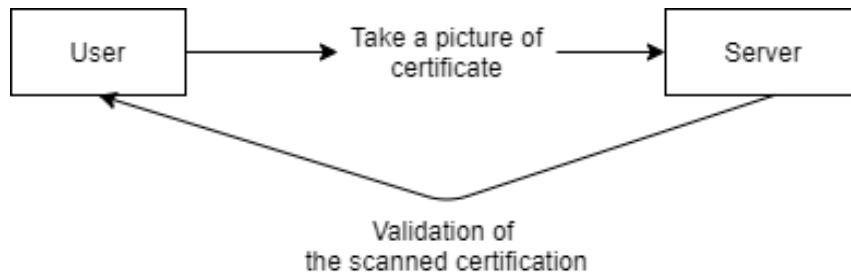 User
Take a picture of
certificate
Server
Validation of
the scanned certification